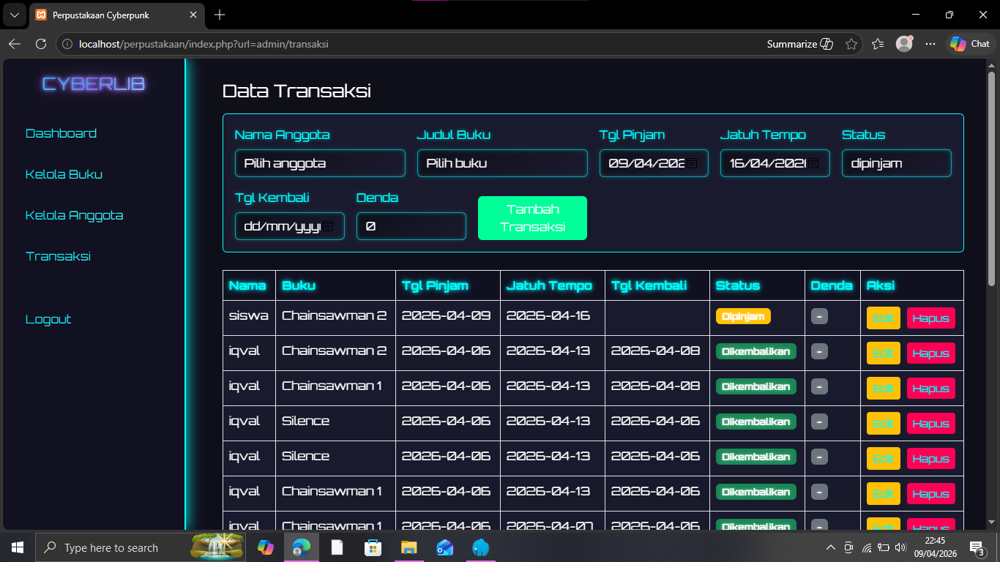 Perpustakaan Cyberpunk
localhost/perpustakaan/index.php?url=admin/transaksi
Summarize
Chat
CYBERLIB
Dashboard
Kelola Buku
Kelola Anggota
Transaksi
Logout
Data Transaksi
Nama Anggota Judul Buku Tgl Pinjam Jatuh Tempo Status
Pilih anggota Pilih buku 09/04/202 16/04/202 dipinjam
Tgl Kembali Denda
dd/mm/yyyy 0
Tambah
Transaksi
Nama Buku Tgl Pinjam Jatuh Tempo Tgl Kembali Status Denda Aksi
siswa Chainsawman 2 2026-04-09 2026-04-16 Dipinjam - Edit Hapus
iqval Chainsawman 2 2026-04-06 2026-04-13 2026-04-08 Dikembalikan - Edit Hapus
iqval Chainsawman 1 2026-04-06 2026-04-13 2026-04-08 Dikembalikan - Edit Hapus
iqval Silence 2026-04-06 2026-04-13 2026-04-06 Dikembalikan - Edit Hapus
iqval Silence 2026-04-06 2026-04-13 2026-04-06 Dikembalikan - Edit Hapus
iqval Chainsawman 1 2026-04-06 2026-04-13 2026-04-06 Dikembalikan - Edit Hapus
iqval Chainsawman 1 2026-04-06 2026-04-07 2026-04-06 Dikembalikan - Edit Hapus
Type here to search
22:45
09/04/2026
3